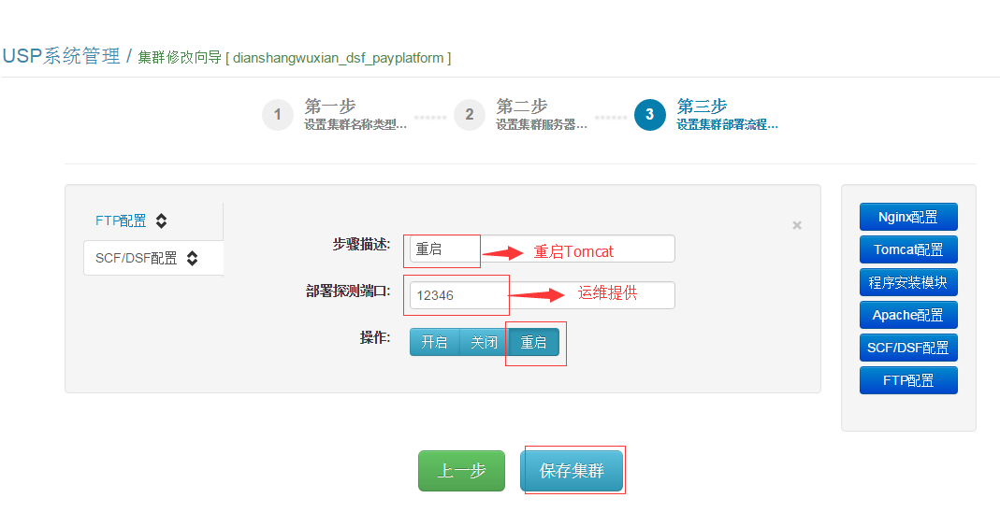 USP系统管理 / 集群修改向导 [ dianshangwuxian_dsf_payplatform ]
1 第一步 2 第二步 3 第三步
设置集群名称类型... 设置集群服务器... 设置集群部署流程...
FTP配置
SCF/DSF配置
×
步骤描述: 重启 重启Tomcat
部署探测端口: 12346 运维提供
操作: 开启 关闭 重启
Nginx配置
Tomcat配置
程序安装模块
Apache配置
SCF/DSF配置
FTP配置
上一步 保存集群